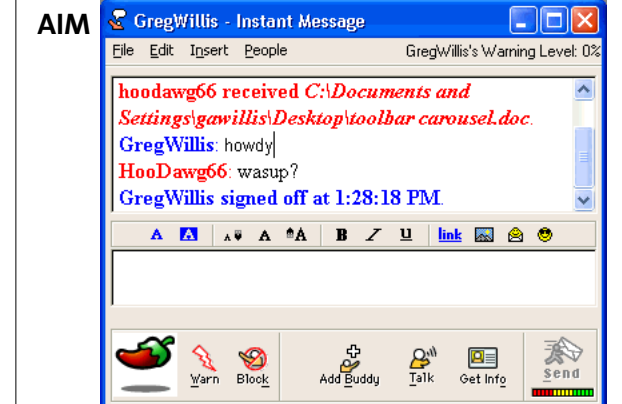 AIM
GregWillis - Instant Message
File Edit Insert People GregWillis's Warning Level: 0%
hoodawg66 received C:\Documents and
Settings\gawillis\Desktop\toolbar carousel.doc.
GregWillis: howdy
HooDawg66: wasup?
GregWillis signed off at 1:28:18 PM.
A A A A A B I U link
Warn Block Add Buddy Talk Get Info Send